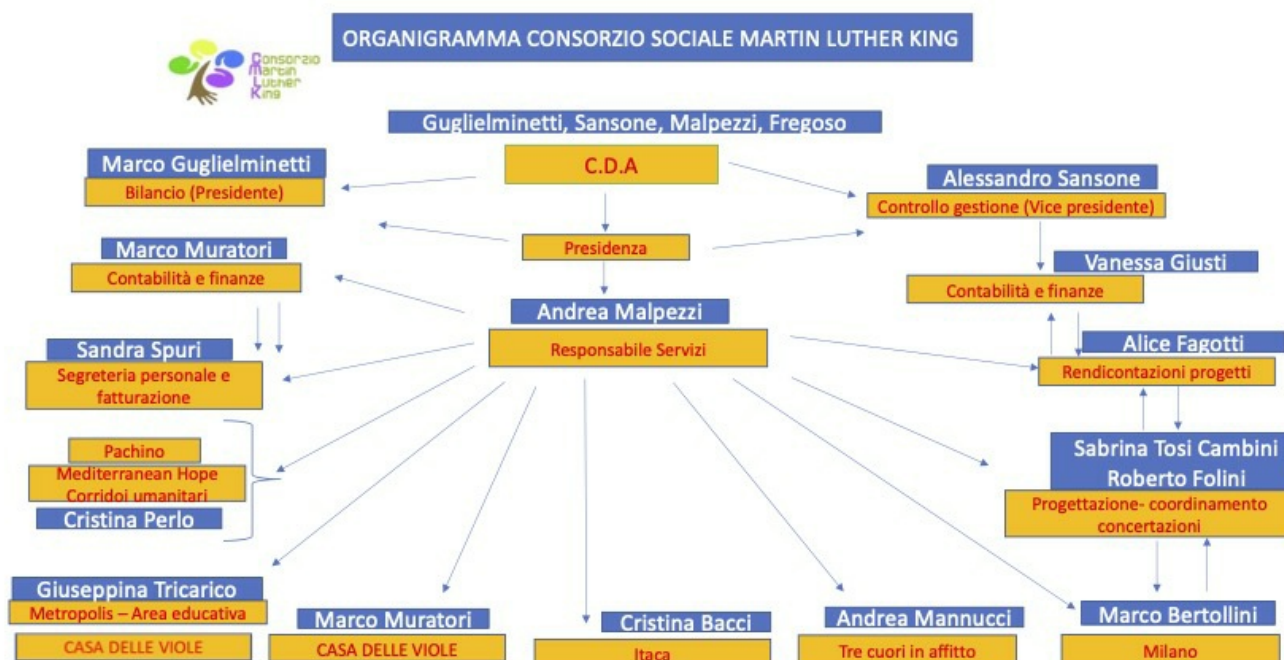 ORGANIGRAMMA CONSORZIO SOCIALE MARTIN LUTHER KING
Consorzio
Martin
Luther
King
Guglielminetti, Sansone, Malpezzi, Fregoso
C.D.A
Marco Guglielminetti
Bilancio (Presidente)
Alessandro Sansone
Controllo gestione (Vice presidente)
Presidenza
Marco Muratori
Contabilità e finanze
Vanessa Giusti
Contabilità e finanze
Andrea Malpezzi
Responsabile Servizi
Sandra Spuri
Segreteria personale e
fatturazione
Alice Fagotti
Rendicontazioni progetti
Pachino
Mediterranean Hope
Corridoi umanitari
Cristina Perlo
Sabrina Tosi Cambini
Roberto Folini
Progettazione- coordinamento
concertazioni
Giuseppina Tricarico
Metropolis – Area educativa
CASA DELLE VIOLE
Marco Muratori
CASA DELLE VIOLE
Cristina Bacci
Itaca
Andrea Mannucci
Tre cuori in affitto
Marco Bertollini
Milano